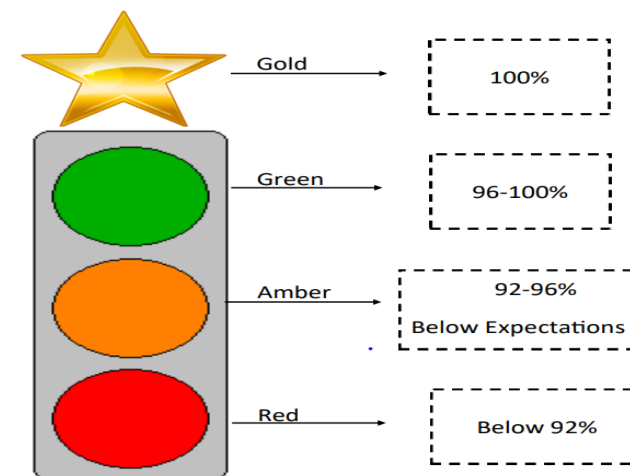 Gold
100%
Green
96-100%
Amber
92-96%
Below Expectations
Red
Below 92%